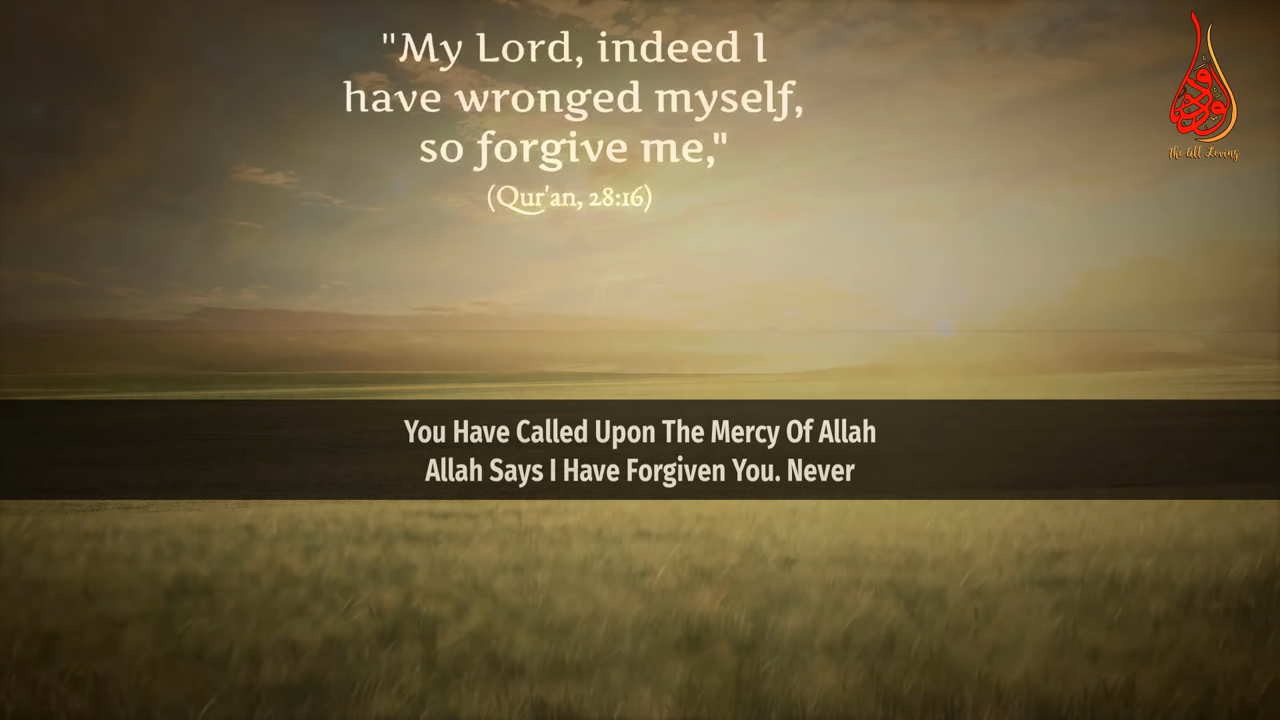 "My Lord, indeed I
have wronged myself,
so forgive me,"
(Qur'an, 28:16)
الودود
The All Loving
You Have Called Upon The Mercy Of Allah
Allah Says I Have Forgiven You. Never